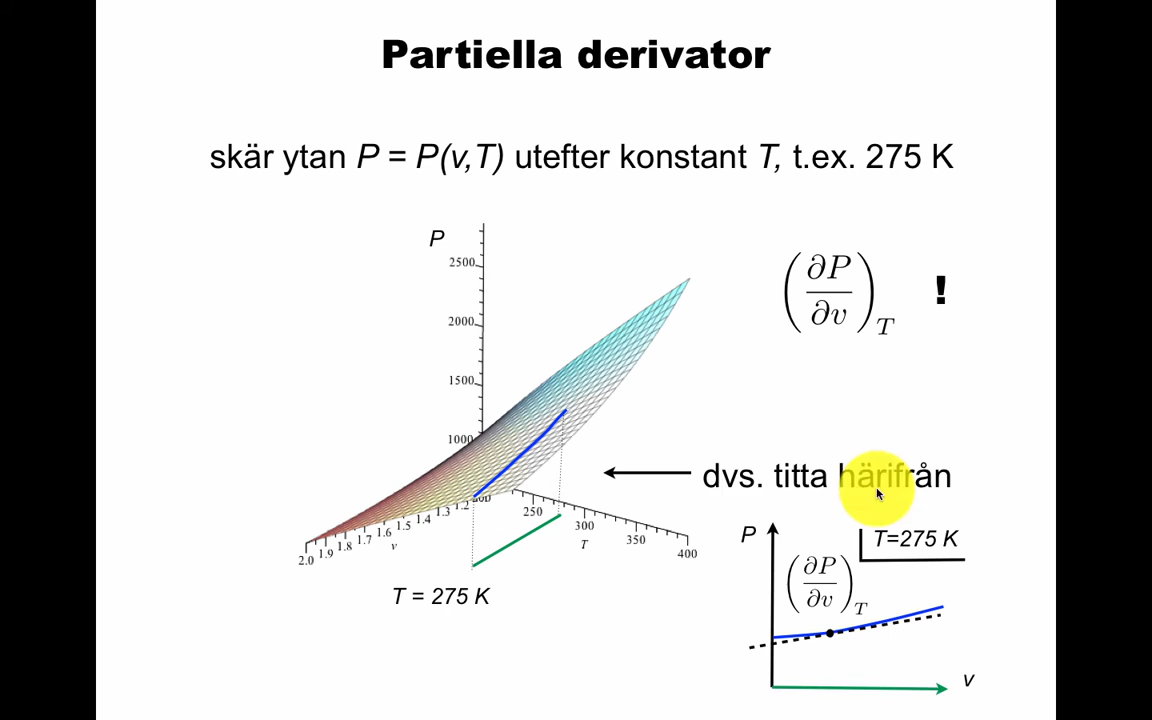 Partiella derivator
skär ytan P = P(v,T) utefter konstant T, t.ex. 275 K
P
2500
2000
1500
1000
(∂P/∂v)T !
dvs. titta härifrån
2.0 1.9 1.8 1.7 1.6 1.5 1.4 1.3 1.2
v
250 300 350 400
T
T = 275 K
P
T=275 K
(∂P/∂v)T
v